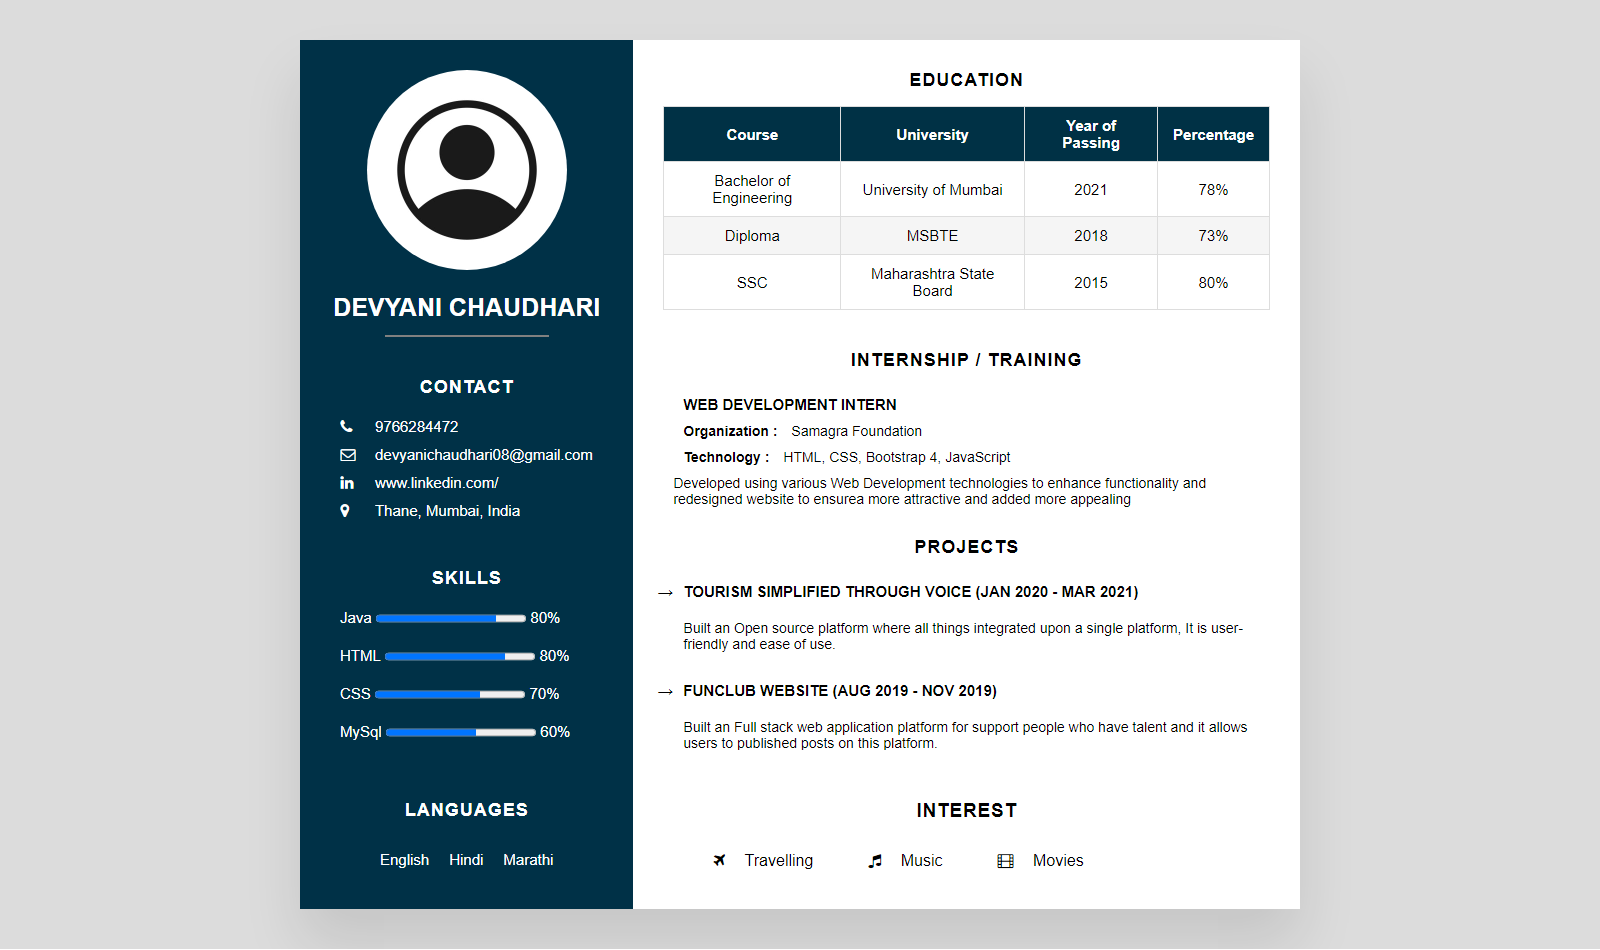 DEVYANI CHAUDHARI
CONTACT
9766284472
devyanichaudhari08@gmail.com
www.linkedin.com/
Thane, Mumbai, India
SKILLS
Java 80%
HTML 80%
CSS 70%
MySql 60%
LANGUAGES
English Hindi Marathi
EDUCATION
Course University Year of Passing Percentage
Bachelor of Engineering University of Mumbai 2021 78%
Diploma MSBTE 2018 73%
SSC Maharashtra State Board 2015 80%
INTERNSHIP / TRAINING
WEB DEVELOPMENT INTERN
Organization : Samagra Foundation
Technology : HTML, CSS, Bootstrap 4, JavaScript
Developed using various Web Development technologies to enhance functionality and
redesigned website to ensurea more attractive and added more appealing
PROJECTS
→ TOURISM SIMPLIFIED THROUGH VOICE (JAN 2020 - MAR 2021)
Built an Open source platform where all things integrated upon a single platform, It is user-
friendly and ease of use.
→ FUNCLUB WEBSITE (AUG 2019 - NOV 2019)
Built an Full stack web application platform for support people who have talent and it allows
users to published posts on this platform.
INTEREST
Travelling Music Movies